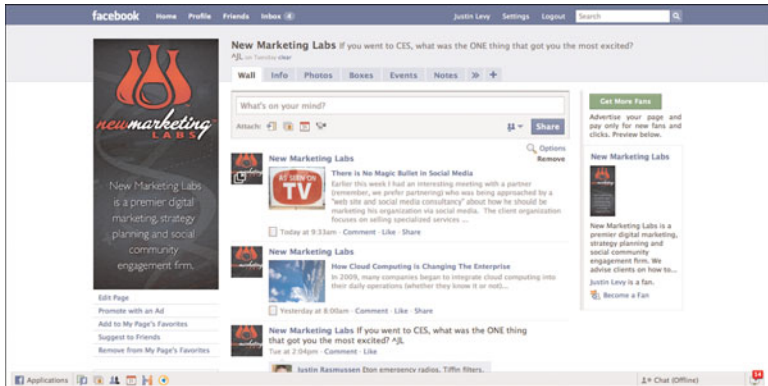 facebook Home Profile Friends Inbox 4 Justin Levy Settings Logout Search
New Marketing Labs If you went to CES, what was the ONE thing that got you the most excited?
^JL on Tuesday clear
Wall Info Photos Boxes Events Notes » +
What's on your mind?
Attach: Share
Options
Remove
newmarketing
LABS
New Marketing Labs
is a premier digital
marketing, strategy
planning and social
community
engagement firm.
Edit Page
Promote with an Ad
Add to My Page's Favorites
Suggest to Friends
Remove from My Page's Favorites
New Marketing Labs
AS SEEN ON
TV
There is No Magic Bullet in Social Media
Earlier this week I had an interesting meeting with a partner
(remember, we prefer partnering) who was being approached by a
"web site and social media consultancy" about how he should be
marketing his organization via social media. The client organization
focuses on selling specialized services ...
Today at 9:33am · Comment · Like · Share
New Marketing Labs
How Cloud Computing is Changing The Enterprise
In 2009, many companies began to integrate cloud computing into
their daily operations (whether they know it or not)...
Yesterday at 8:00am · Comment · Like · Share
New Marketing Labs If you went to CES, what was the ONE thing
that got you the most excited? ^JL
Tue at 2:04pm · Comment · Like
Justin Rasmussen Eton emergency radios. Tiffin filters.
Get More Fans
Advertise your page and
pay only for new fans and
clicks. Preview below.
New Marketing Labs
New Marketing Labs is a
premier digital marketing,
strategy planning and
social community
engagement firm. We
advise clients on how to...
Justin Levy is a fan.
Become a Fan
Applications
Chat (Offline)
14